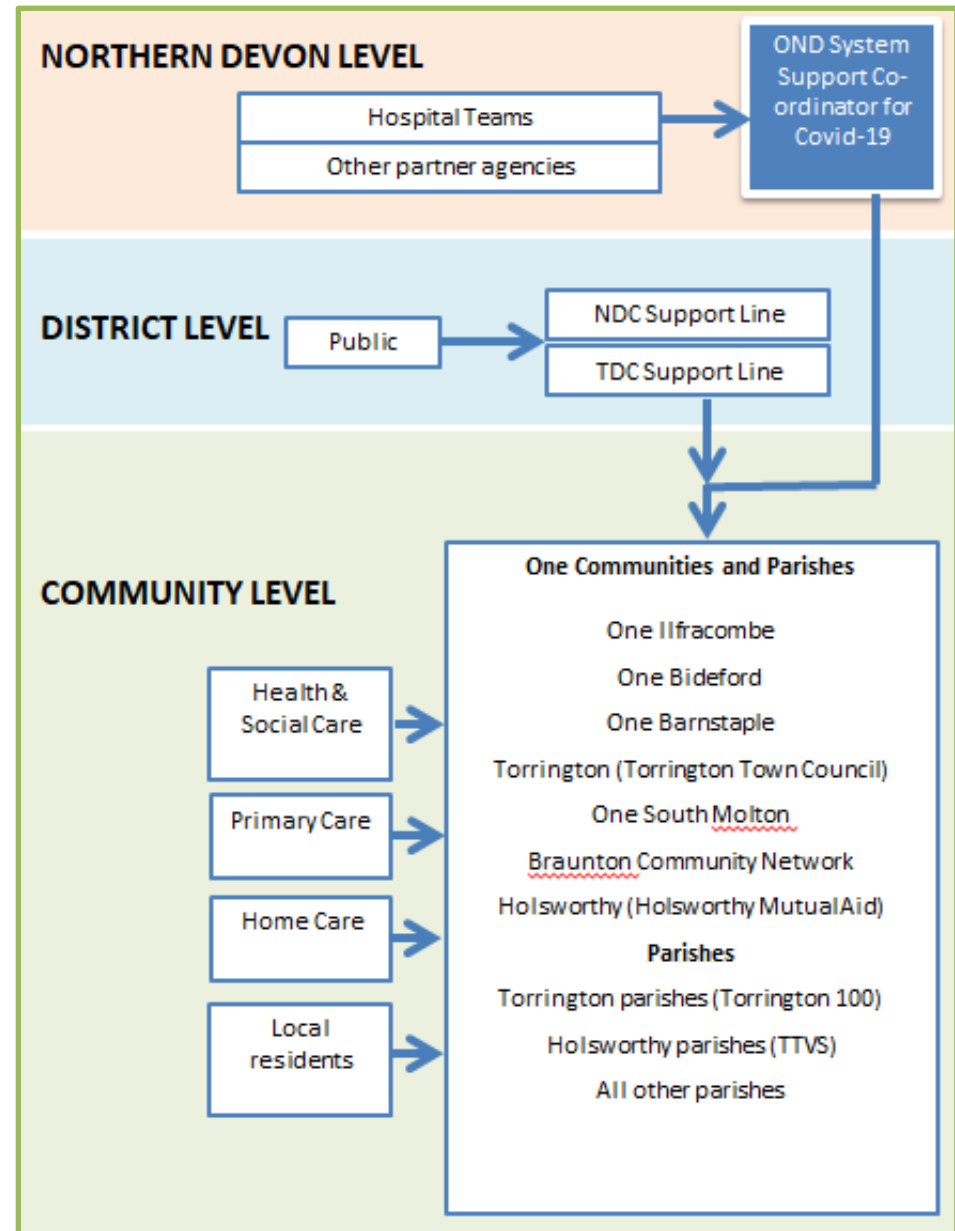 NORTHERN DEVON LEVEL
OND System
Support Co-
ordinator for
Covid-19
Hospital Teams
Other partner agencies
DISTRICT LEVEL
Public
NDC Support Line
TDC Support Line
COMMUNITY LEVEL
Health &
Social Care
Primary Care
Home Care
Local
residents
One Communities and Parishes
One Ilfracombe
One Bideford
One Barnstaple
Torrington (Torrington Town Council)
One South Molton
Braunton Community Network
Holsworthy (Holsworthy Mutual Aid)
Parishes
Torrington parishes (Torrington 100)
Holsworthy parishes (TTVS)
All other parishes